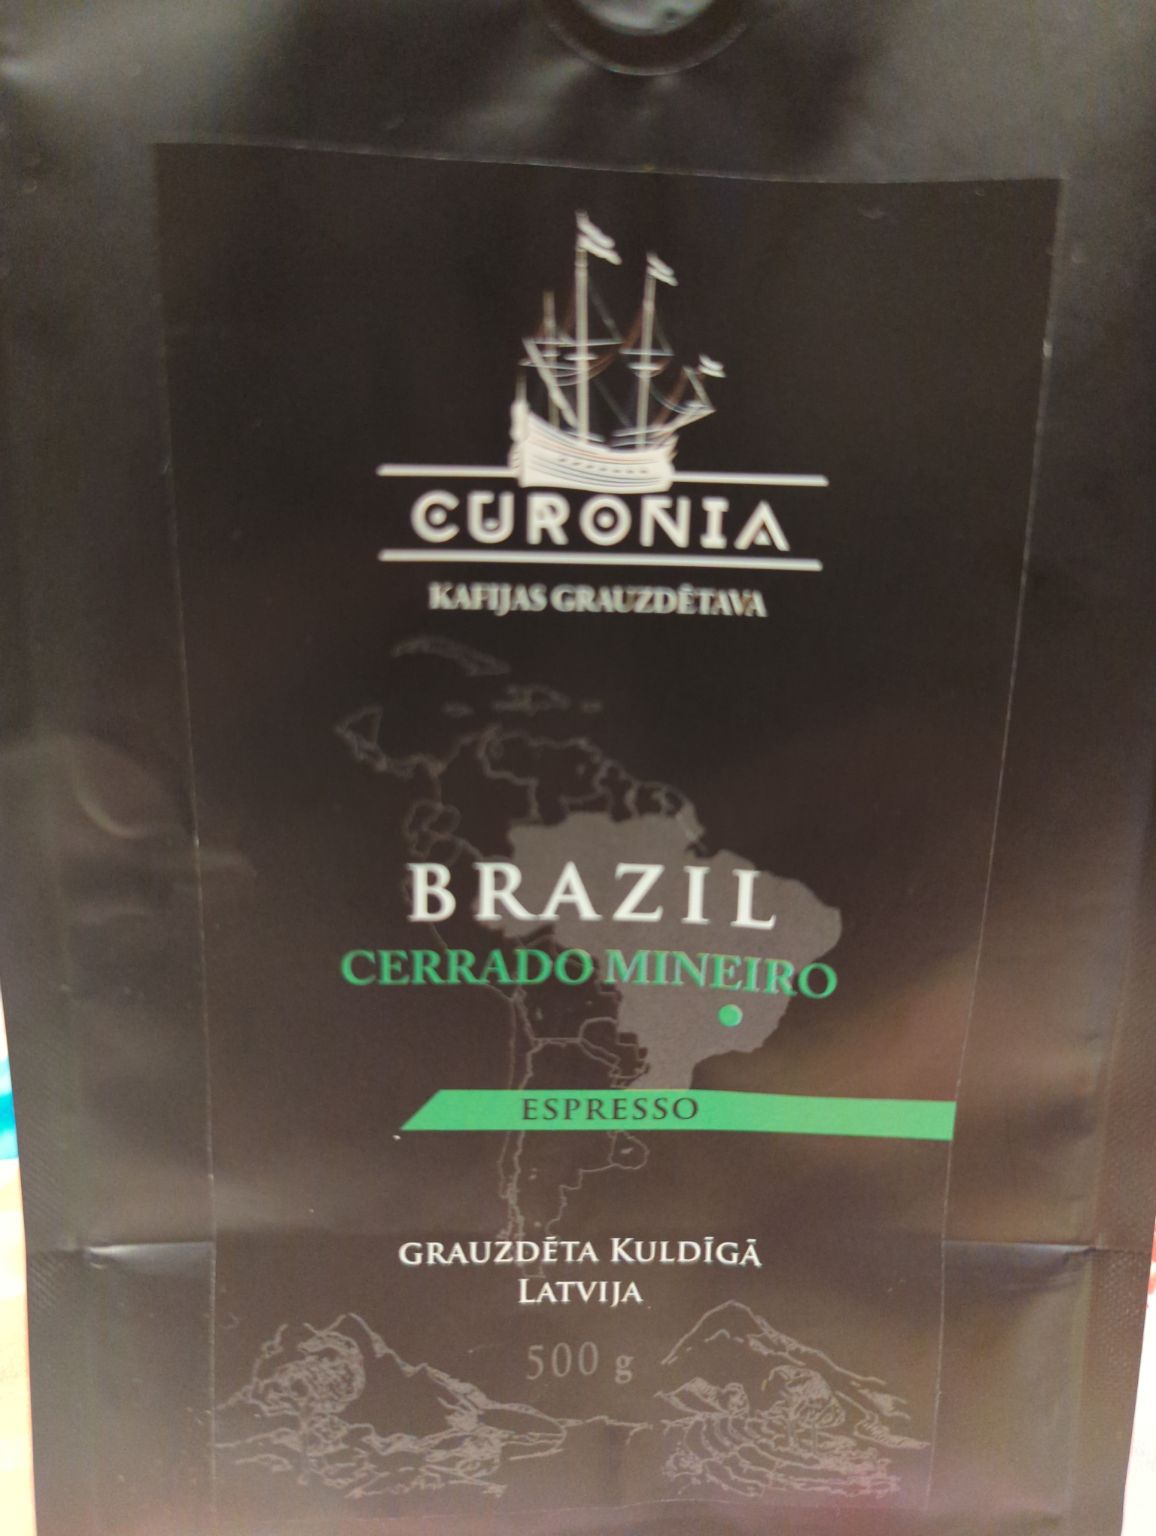 CURONIA
KAFIJAS GRAUZDĒTAVA
BRAZIL
CERRADO MINEIRO
ESPRESSO
GRAUZDĒTA KULDĪGĀ
LATVIJA
500 g